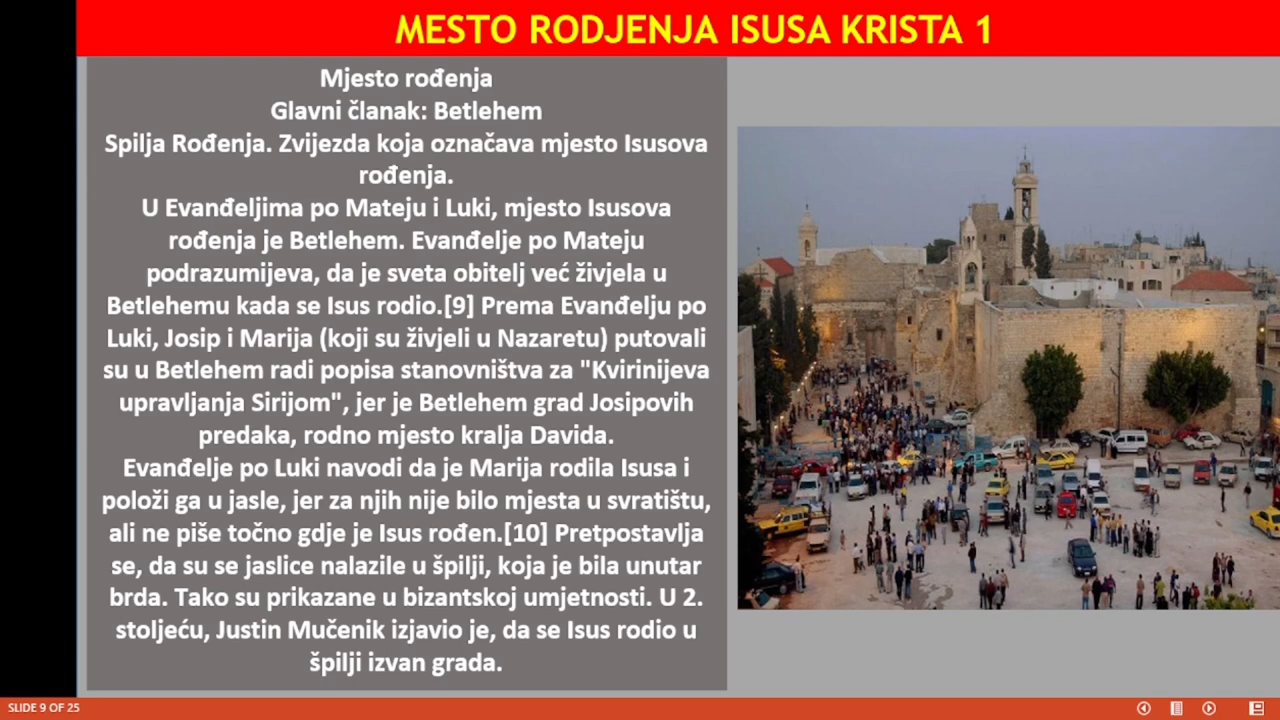 MESTO RODJENJA ISUSA KRISTA 1
Mjesto rođenja
Glavni članak: Betlehem
Spilja Rođenja. Zvijezda koja označava mjesto Isusova
rođenja.
U Evanđeljima po Mateju i Luki, mjesto Isusova
rođenja je Betlehem. Evanđelje po Mateju
podrazumijeva, da je sveta obitelj već živjela u
Betlehemu kada se Isus rodio.[9] Prema Evanđelju po
Luki, Josip i Marija (koji su živjeli u Nazaretu) putovali
su u Betlehem radi popisa stanovništva za "Kvirinijeva
upravljanja Sirijom", jer je Betlehem grad Josipovih
predaka, rodno mjesto kralja Davida.
Evanđelje po Luki navodi da je Marija rodila Isusa i
položi ga u jasle, jer za njih nije bilo mjesta u svratištu,
ali ne piše točno gdje je Isus rođen.[10] Pretpostavlja
se, da su se jaslice nalazile u špilji, koja je bila unutar
brda. Tako su prikazane u bizantskoj umjetnosti. U 2.
stoljeću, Justin Mučenik izjavio je, da se Isus rodio u
špilji izvan grada.
SLIDE 9 OF 25